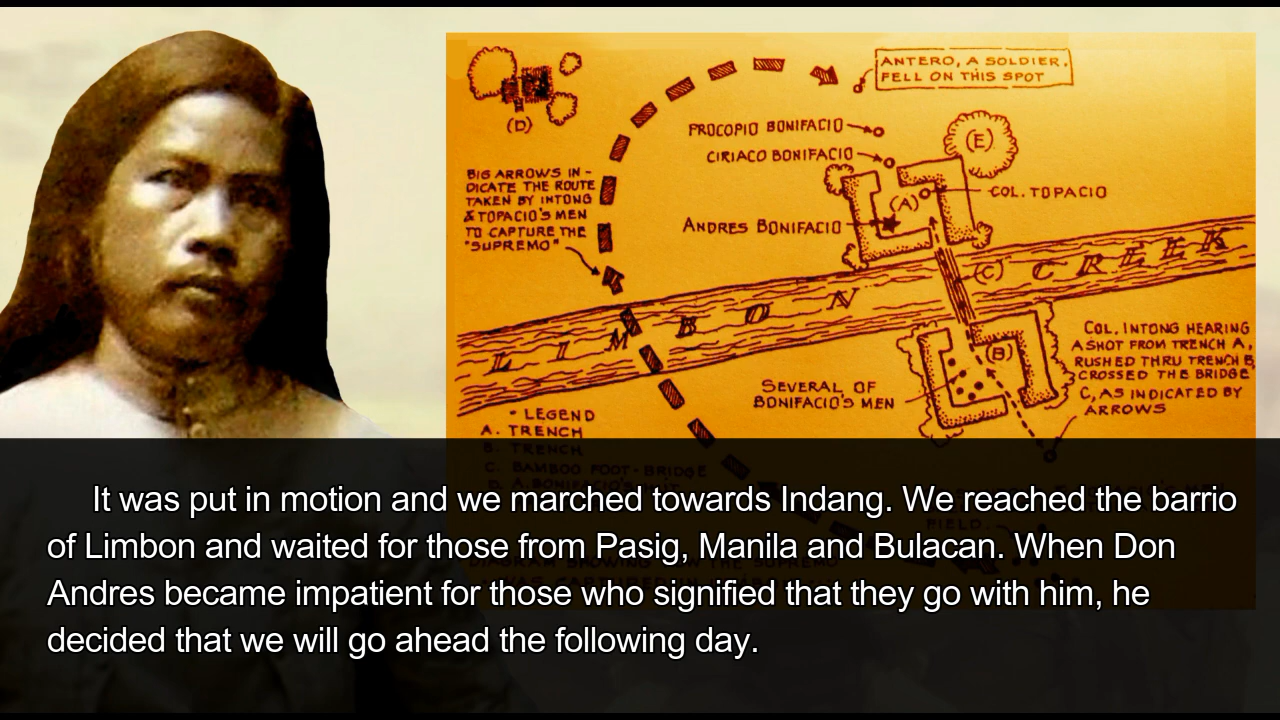 ANTERO, A SOLDIER,
FELL ON THIS SPOT
(D)
PROCOPIO BONIFACIO
(E)
CIRIACO BONIFACIO
BIG ARROWS IN-
DICATE THE ROUTE
TAKEN BY INTONG
& TOPACIO'S MEN
TO CAPTURE THE
"SUPREMO"
COL. TOPACIO
(A)
ANDRES BONIFACIO
(C)
LIMBON CREEK
COL. INTONG HEARING
A SHOT FROM TRENCH A,
RUSHED THRU TRENCH B,
CROSSED THE BRIDGE
C, AS INDICATED BY
ARROWS
(B)
SEVERAL OF
BONIFACIO'S MEN
- LEGEND
A. TRENCH
B. TRENCH
C. BAMBOO FOOT-BRIDGE
FIELD.
It was put in motion and we marched towards Indang. We reached the barrio
of Limbon and waited for those from Pasig, Manila and Bulacan. When Don
Andres became impatient for those who signified that they go with him, he
decided that we will go ahead the following day.